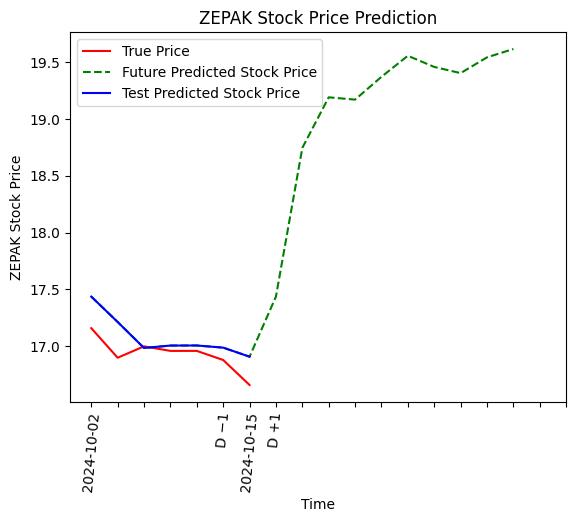 ZEPAK Stock Price Prediction
True Price
Future Predicted Stock Price
Test Predicted Stock Price
ZEPAK Stock Price
19.5
19.0
18.5
18.0
17.5
17.0
2024-10-02
D −1
2024-10-15
D +1
Time